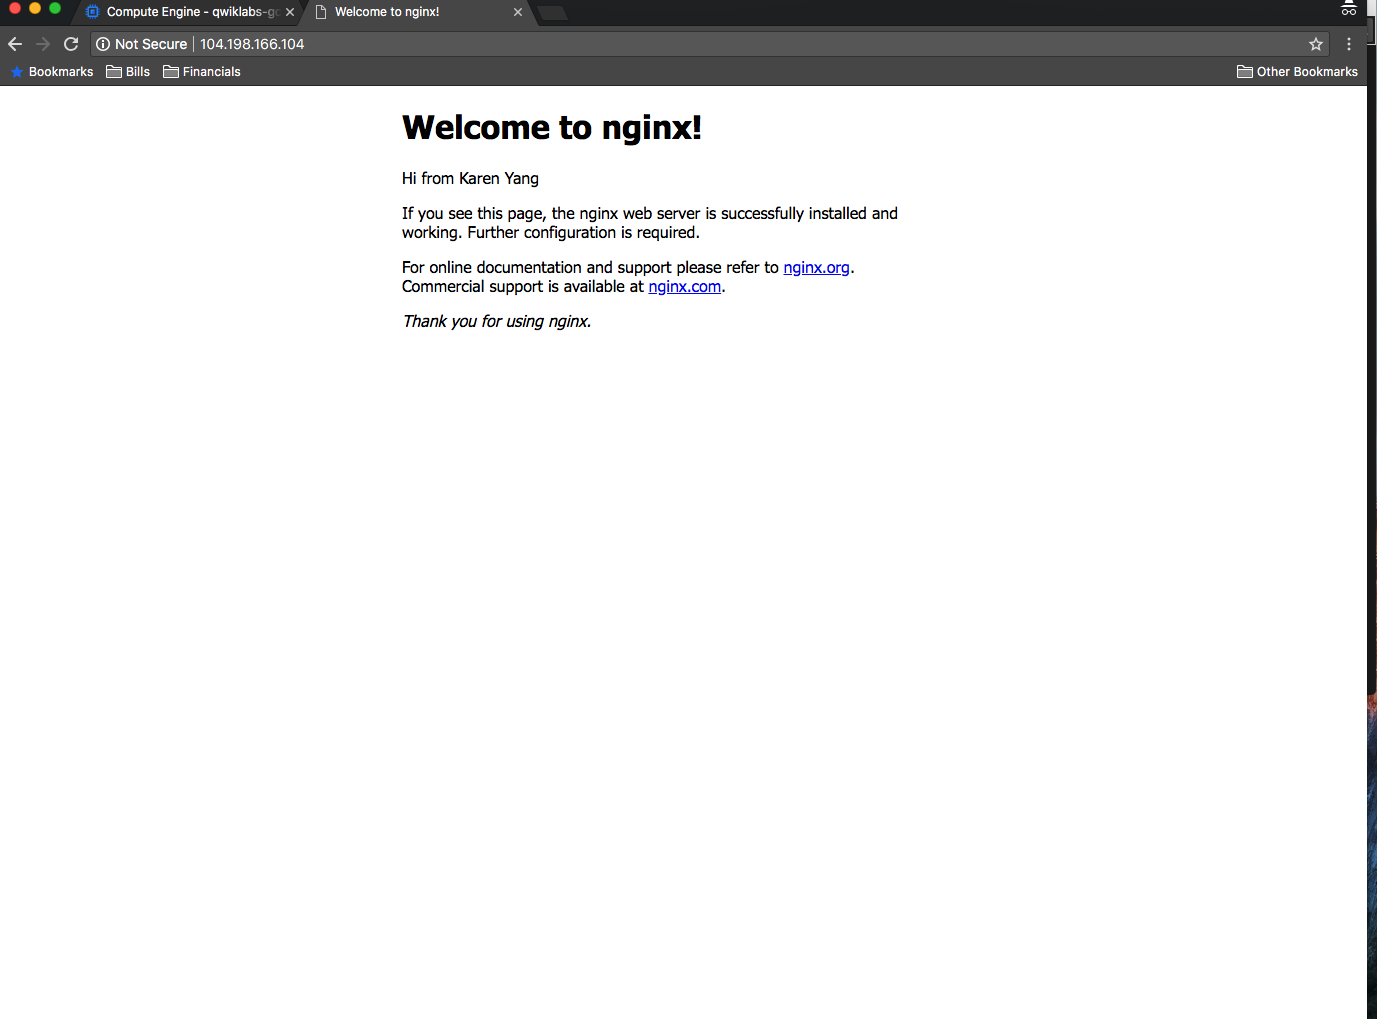 Compute Engine - qwiklabs-gc
Welcome to nginx!
Not Secure
104.198.166.104
Bookmarks
Bills
Financials
Other Bookmarks
Welcome to nginx!
Hi from Karen Yang
If you see this page, the nginx web server is successfully installed and
working. Further configuration is required.
For online documentation and support please refer to nginx.org.
Commercial support is available at nginx.com.
Thank you for using nginx.